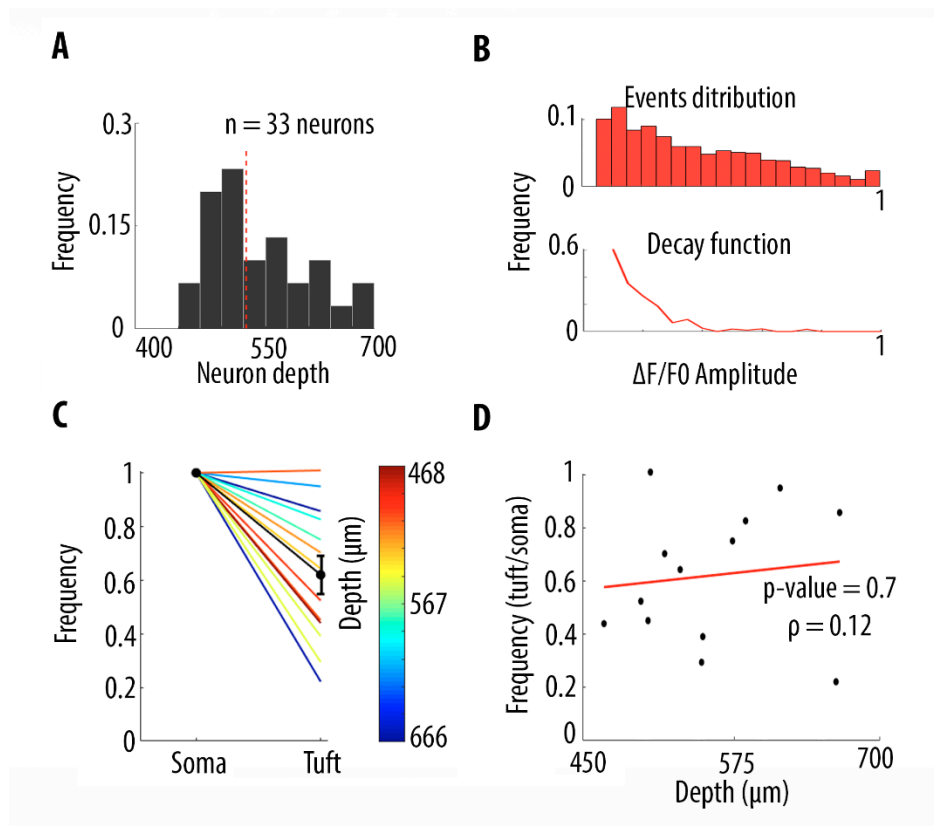 A
n = 33 neurons
0.3
0.15
0
Frequency
400
550
700
Neuron depth
B
Events ditribution
0.1
0
1
Frequency
Decay function
0.6
0
1
ΔF/F0 Amplitude
C
1
0.8
0.6
0.4
0.2
0
Frequency
Soma
Tuft
Depth (μm)
468
567
666
D
1
0.8
0.6
0.4
0.2
0
Frequency (tuft/soma)
p-value = 0.7
ρ = 0.12
450
575
700
Depth (μm)